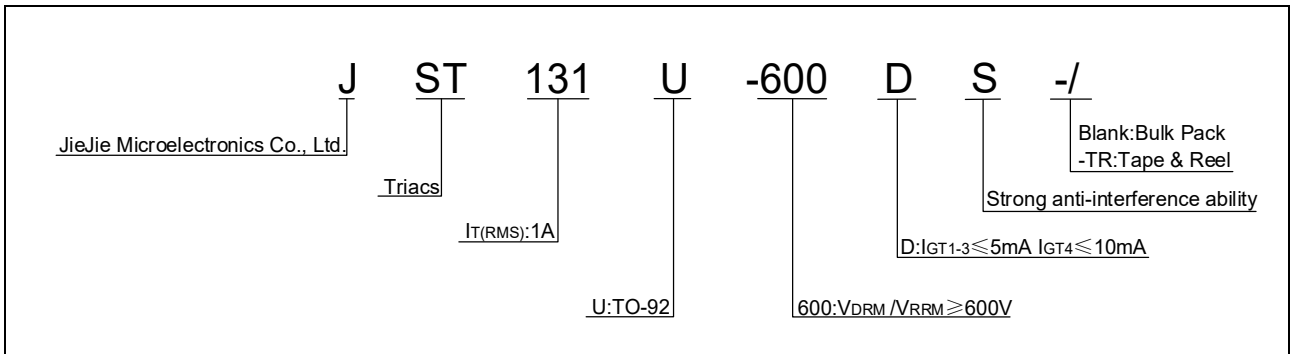 J ST 131 U -600 D S -/
JieJie Microelectronics Co., Ltd.
Blank:Bulk Pack
-TR:Tape & Reel
Triacs
Strong anti-interference ability
IT(RMS):1A
D:IGT1-3≤5mA IGT4≤10mA
U:TO-92
600:VDRM /VRRM≥600V